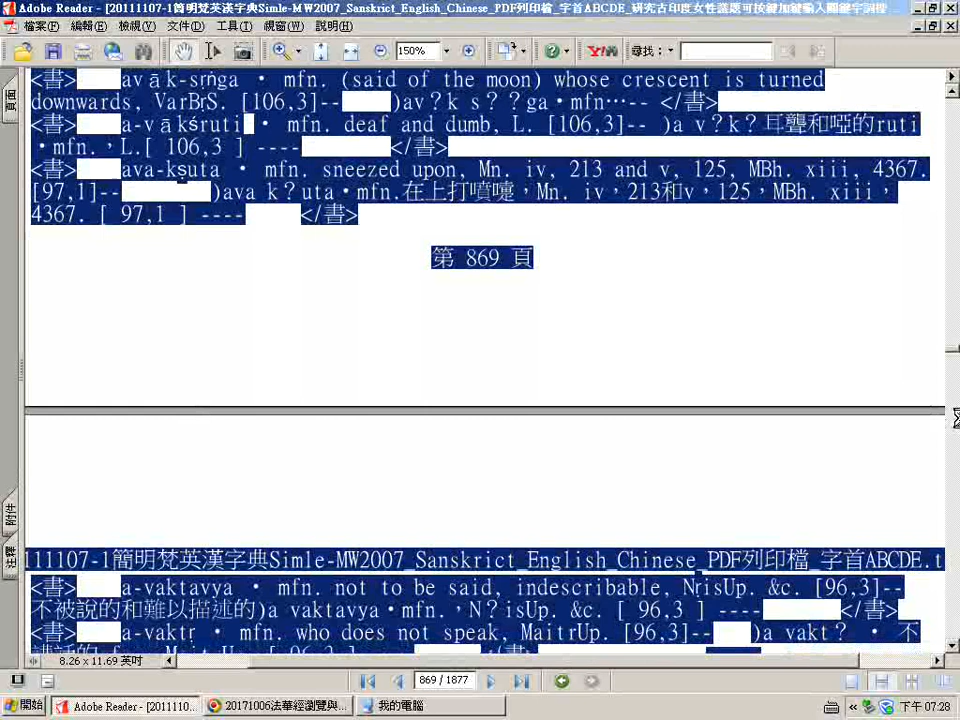 Adobe Reader - [20111107-1簡明梵英漢字典Simle-MW2007_Sanskrict_English_Chinese_PDF列印檔_字首ABCDE_研究古印度女性議題可按鍵加鍵輸入關鍵字詞搜
檔案(F) 編輯(E) 檢視(V) 文件(D) 工具(T) 視窗(W) 說明(H)
150% Y! 尋找:
頁面
<書> avāk-sṛṅga • mfn. (said of the moon) whose crescent is turned
downwards, VarBṛS. [106,3]-- )av?k s??ga•mfn…-- </書>
<書> a-vākśruti • mfn. deaf and dumb, L. [106,3]-- )a v?k?耳聾和啞的ruti
•mfn.，L.[ 106,3 ] ---- </書>
<書> ava-kṣuta • mfn. sneezed upon, Mn. iv, 213 and v, 125, MBh. xiii, 4367.
[97,1]-- )ava k?uta•mfn.在上打噴嚏，Mn. iv，213和v，125，MBh. xiii，
4367. [ 97,1 ] ---- </書>
第 869 頁
附件
注釋
111107-1簡明梵英漢字典Simle-MW2007_Sanskrict_English_Chinese_PDF列印檔_字首ABCDE.t
<書> a-vaktavya • mfn. not to be said, indescribable, NṛisUp. &c. [96,3]--
不被說的和難以描述的)a vaktavya•mfn.，N?isUp. &c. [ 96,3 ] ---- </書>
<書> a-vaktṛ • mfn. who does not speak, MaitrUp. [96,3]-- )a vakt? • 不
8.26 x 11.69 英吋
869 / 1877
開始 Adobe Reader - [2011110... 20171006法華經瀏覽與... 我的電腦 下午 07:28